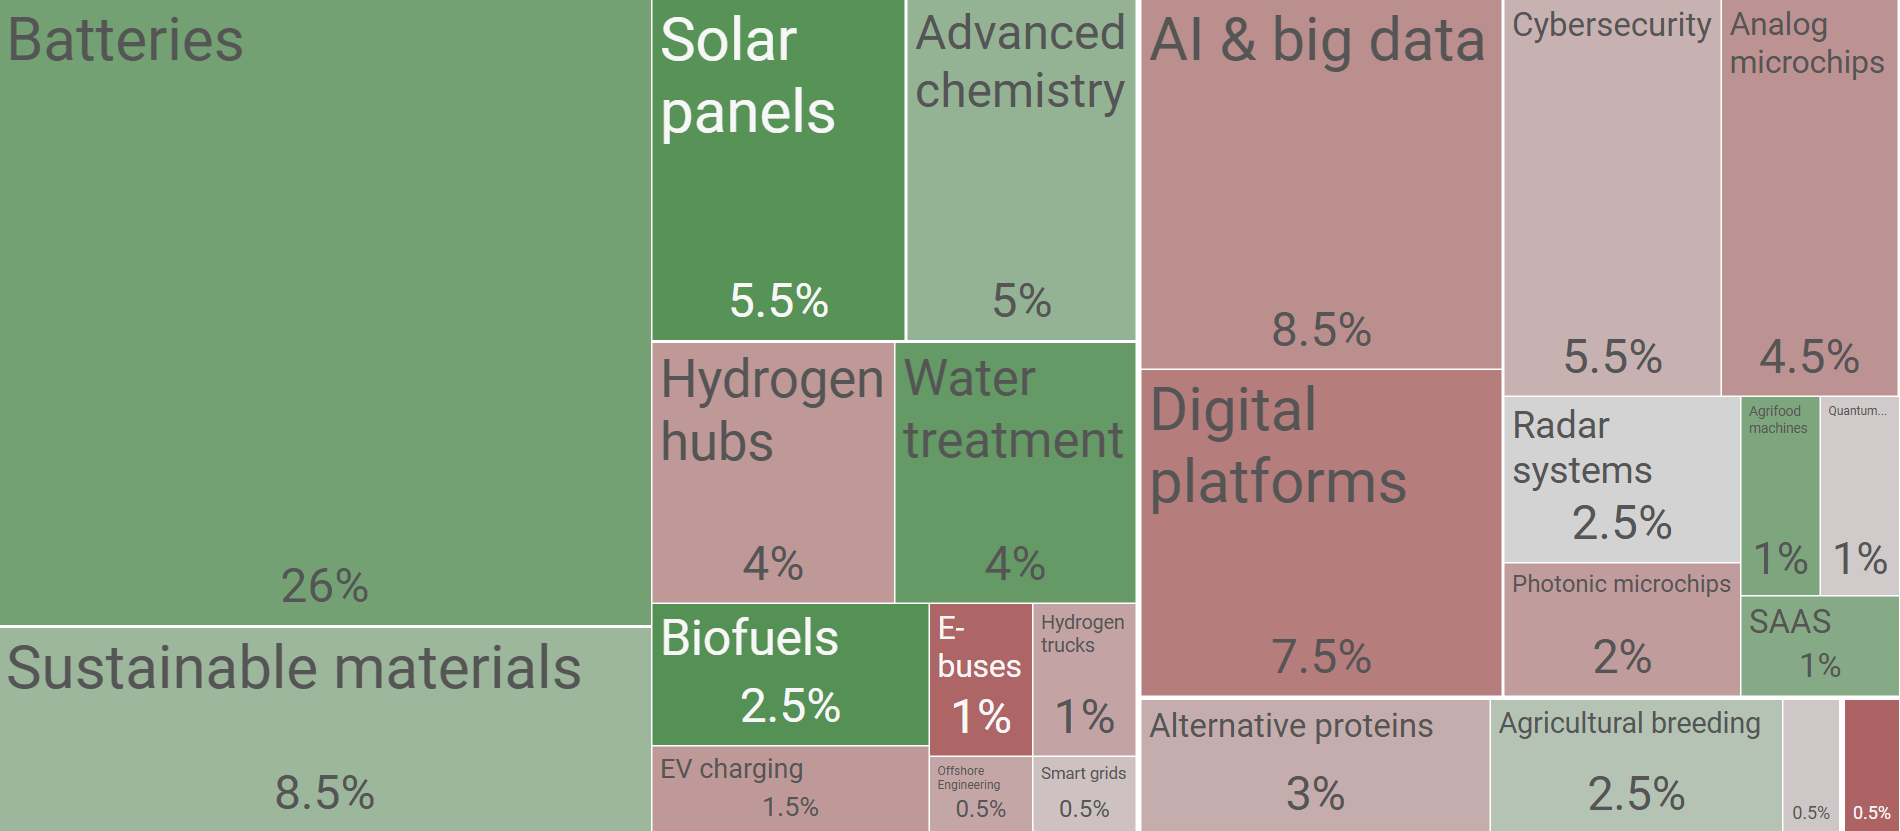 Batteries
26%
Sustainable materials
8.5%
Solar
panels
5.5%
Advanced
chemistry
5%
Hydrogen
hubs
4%
Water
treatment
4%
Biofuels
2.5%
E-
buses
1%
Hydrogen
trucks
1%
EV charging
1.5%
Offshore
Engineering
0.5%
Smart grids
0.5%
AI & big data
8.5%
Digital
platforms
7.5%
Cybersecurity
5.5%
Analog
microchips
4.5%
Radar
systems
2.5%
Agrifood
machines
1%
Quantum...
1%
Photonic microchips
2%
SAAS
1%
Alternative proteins
3%
Agricultural breeding
2.5%
0.5%
0.5%